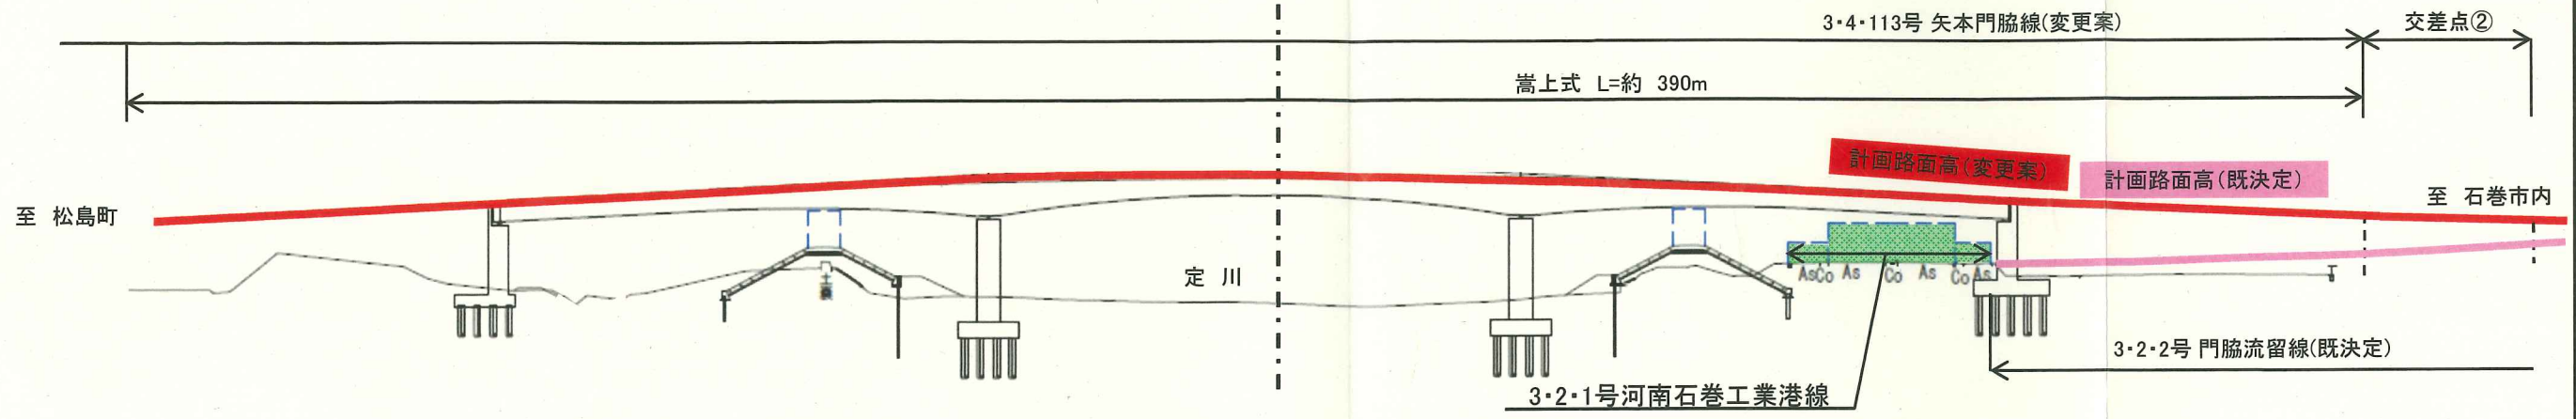 3・4・113号 矢本門脇線(変更案)
交差点②
嵩上式 L=約 390m
計画路面高(変更案)
計画路面高(既決定)
至 松島町
至 石巻市内
定 川
AsCo As Co As Co As
3・2・2号 門脇流留線(既決定)
3・2・1号河南石巻工業港線